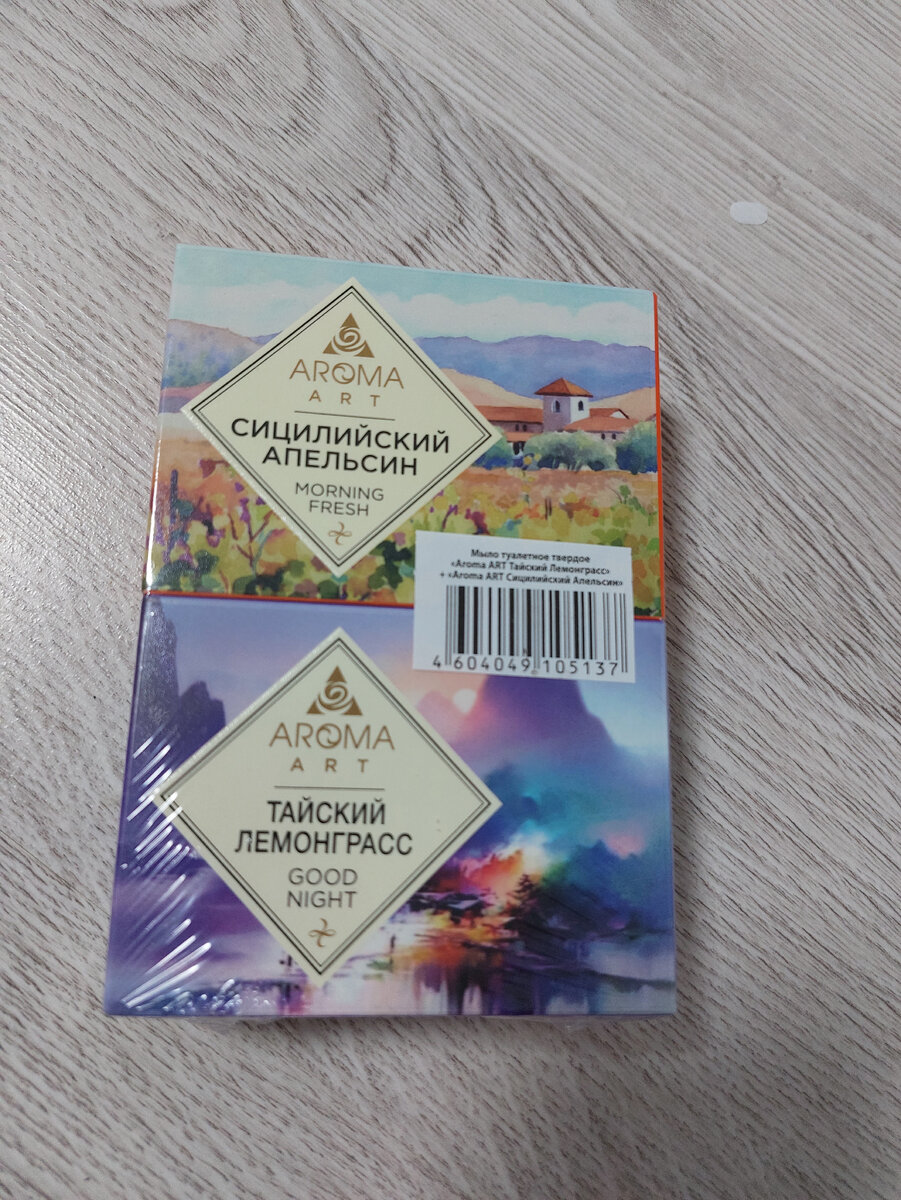 AROMA
ART
СИЦИЛИЙСКИЙ
АПЕЛЬСИН
MORNING
FRESH
Мыло туалетное твердое
«Aroma ART Тайский Лемонграсс»
+ «Aroma ART Сицилийский Апельсин»
4 604049 105137
AROMA
ART
ТАЙСКИЙ
ЛЕМОНГРАСС
GOOD
NIGHT